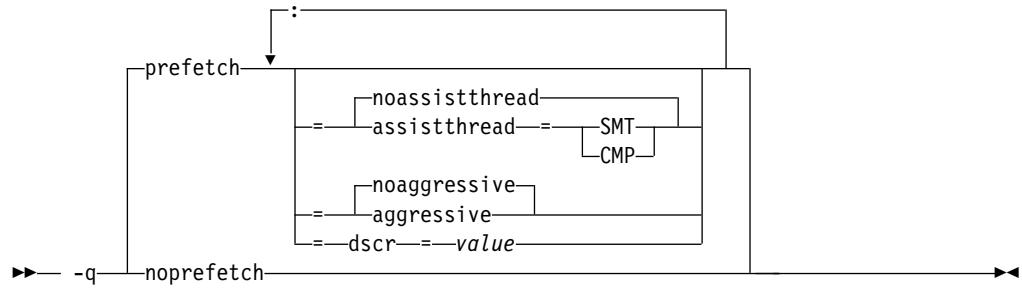 :
prefetch
noassistthread
= assistthread = SMT
CMP
noaggressive
= aggressive
= dscr = value
-q noprefetch